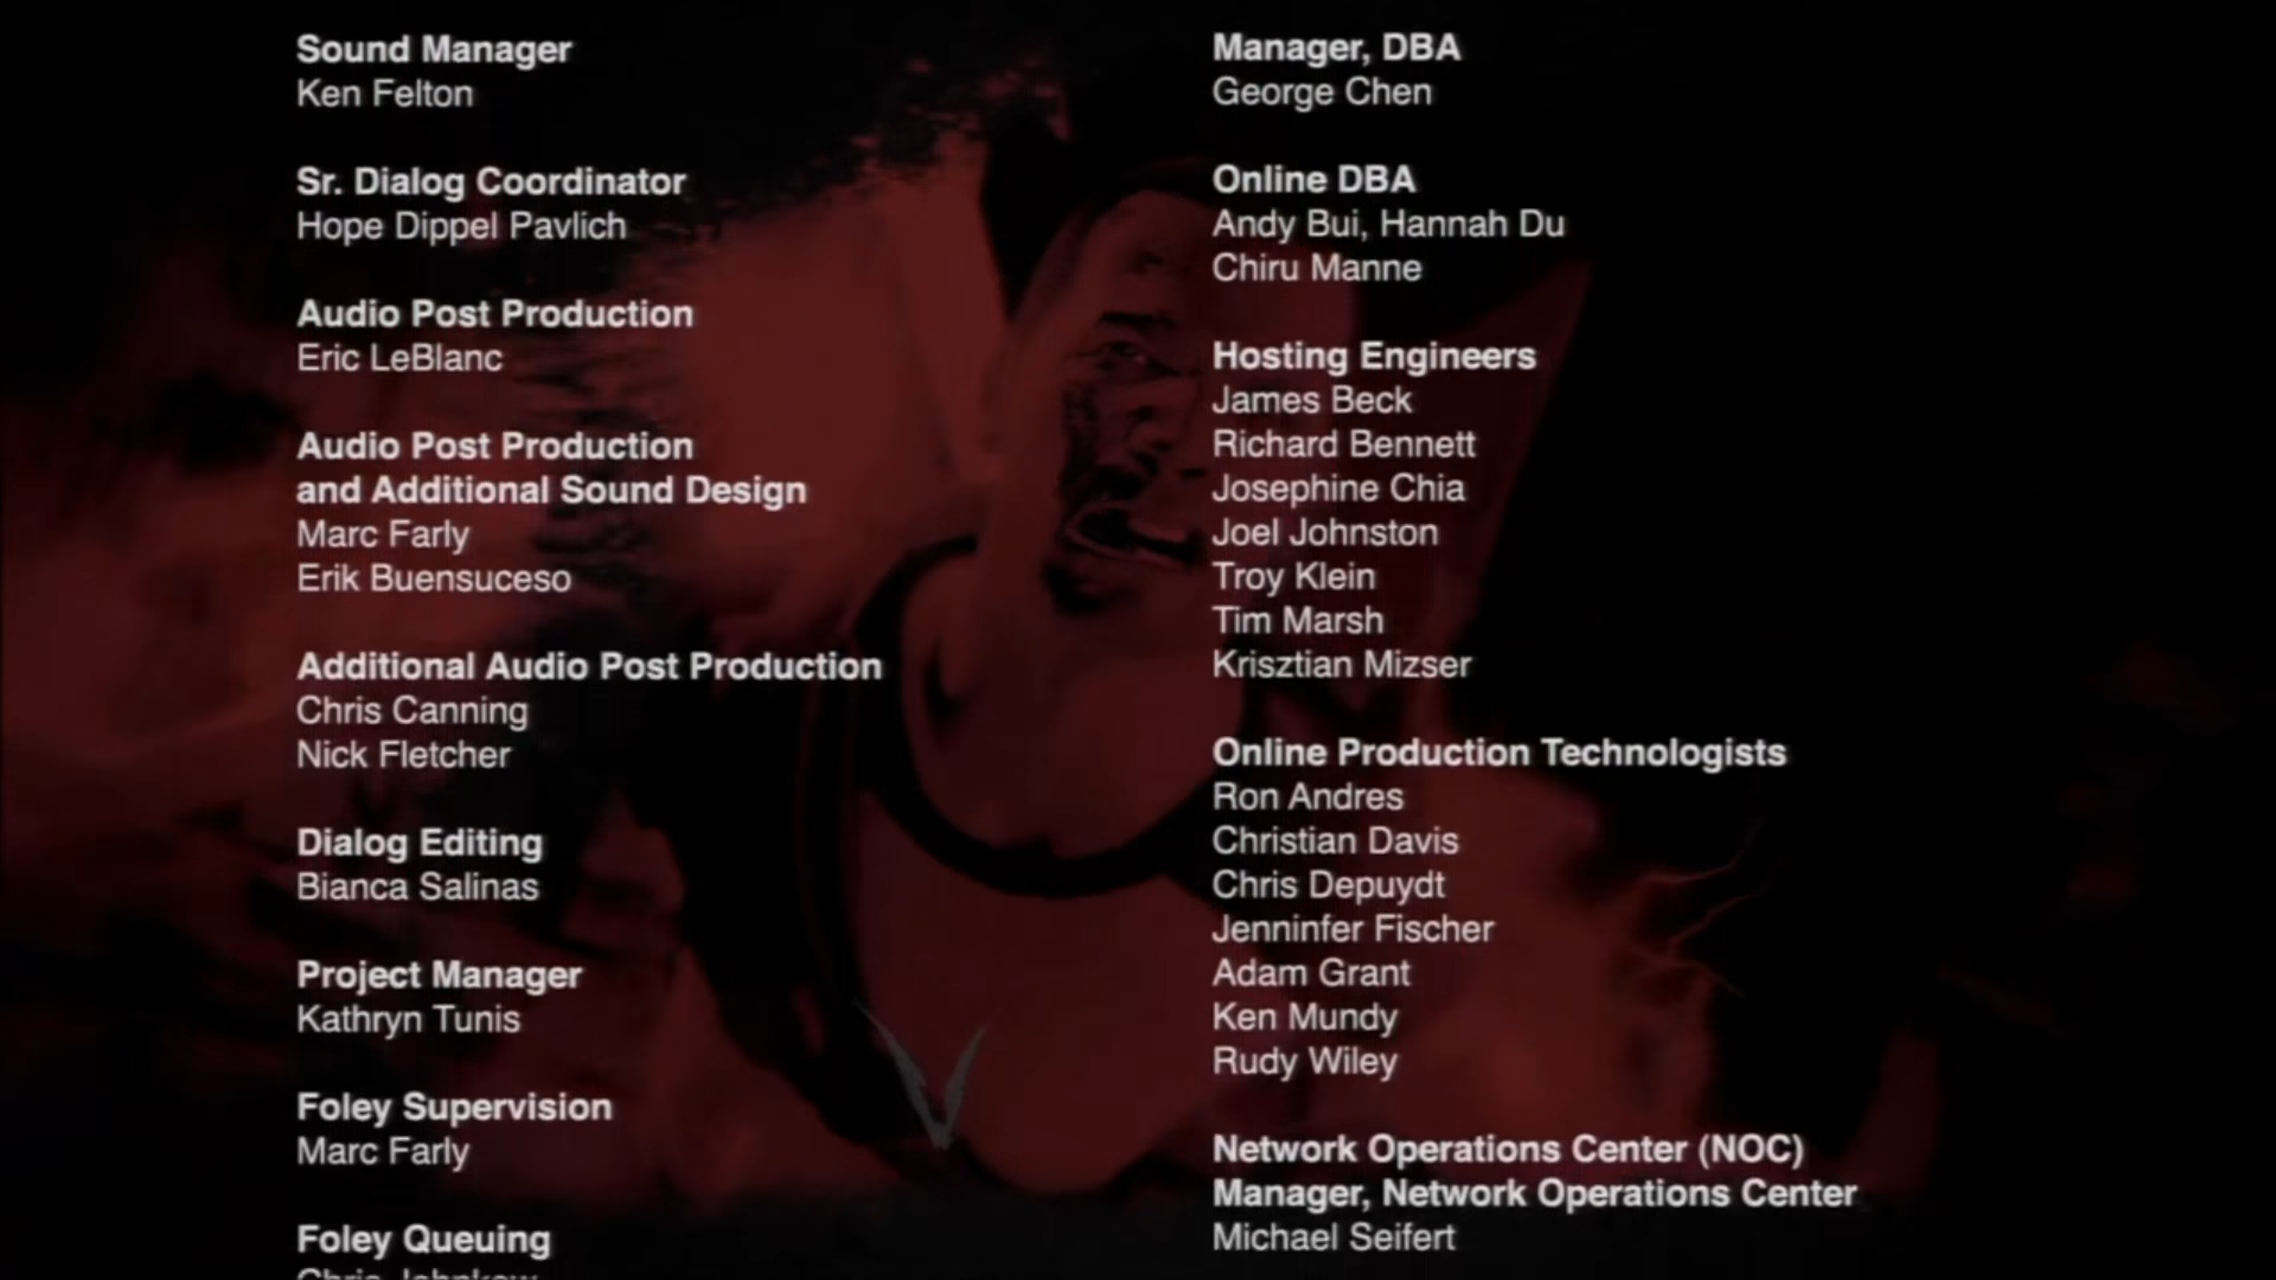 Sound Manager
Ken Felton
Sr. Dialog Coordinator
Hope Dippel Pavlich
Audio Post Production
Eric LeBlanc
Audio Post Production
and Additional Sound Design
Marc Farly
Erik Buensuceso
Additional Audio Post Production
Chris Canning
Nick Fletcher
Dialog Editing
Bianca Salinas
Project Manager
Kathryn Tunis
Foley Supervision
Marc Farly
Foley Queuing
Chris
Manager, DBA
George Chen
Online DBA
Andy Bui, Hannah Du
Chiru Manne
Hosting Engineers
James Beck
Richard Bennett
Josephine Chia
Joel Johnston
Troy Klein
Tim Marsh
Krisztian Mizser
Online Production Technologists
Ron Andres
Christian Davis
Chris Depuydt
Jenninfer Fischer
Adam Grant
Ken Mundy
Rudy Wiley
Network Operations Center (NOC)
Manager, Network Operations Center
Michael Seifert